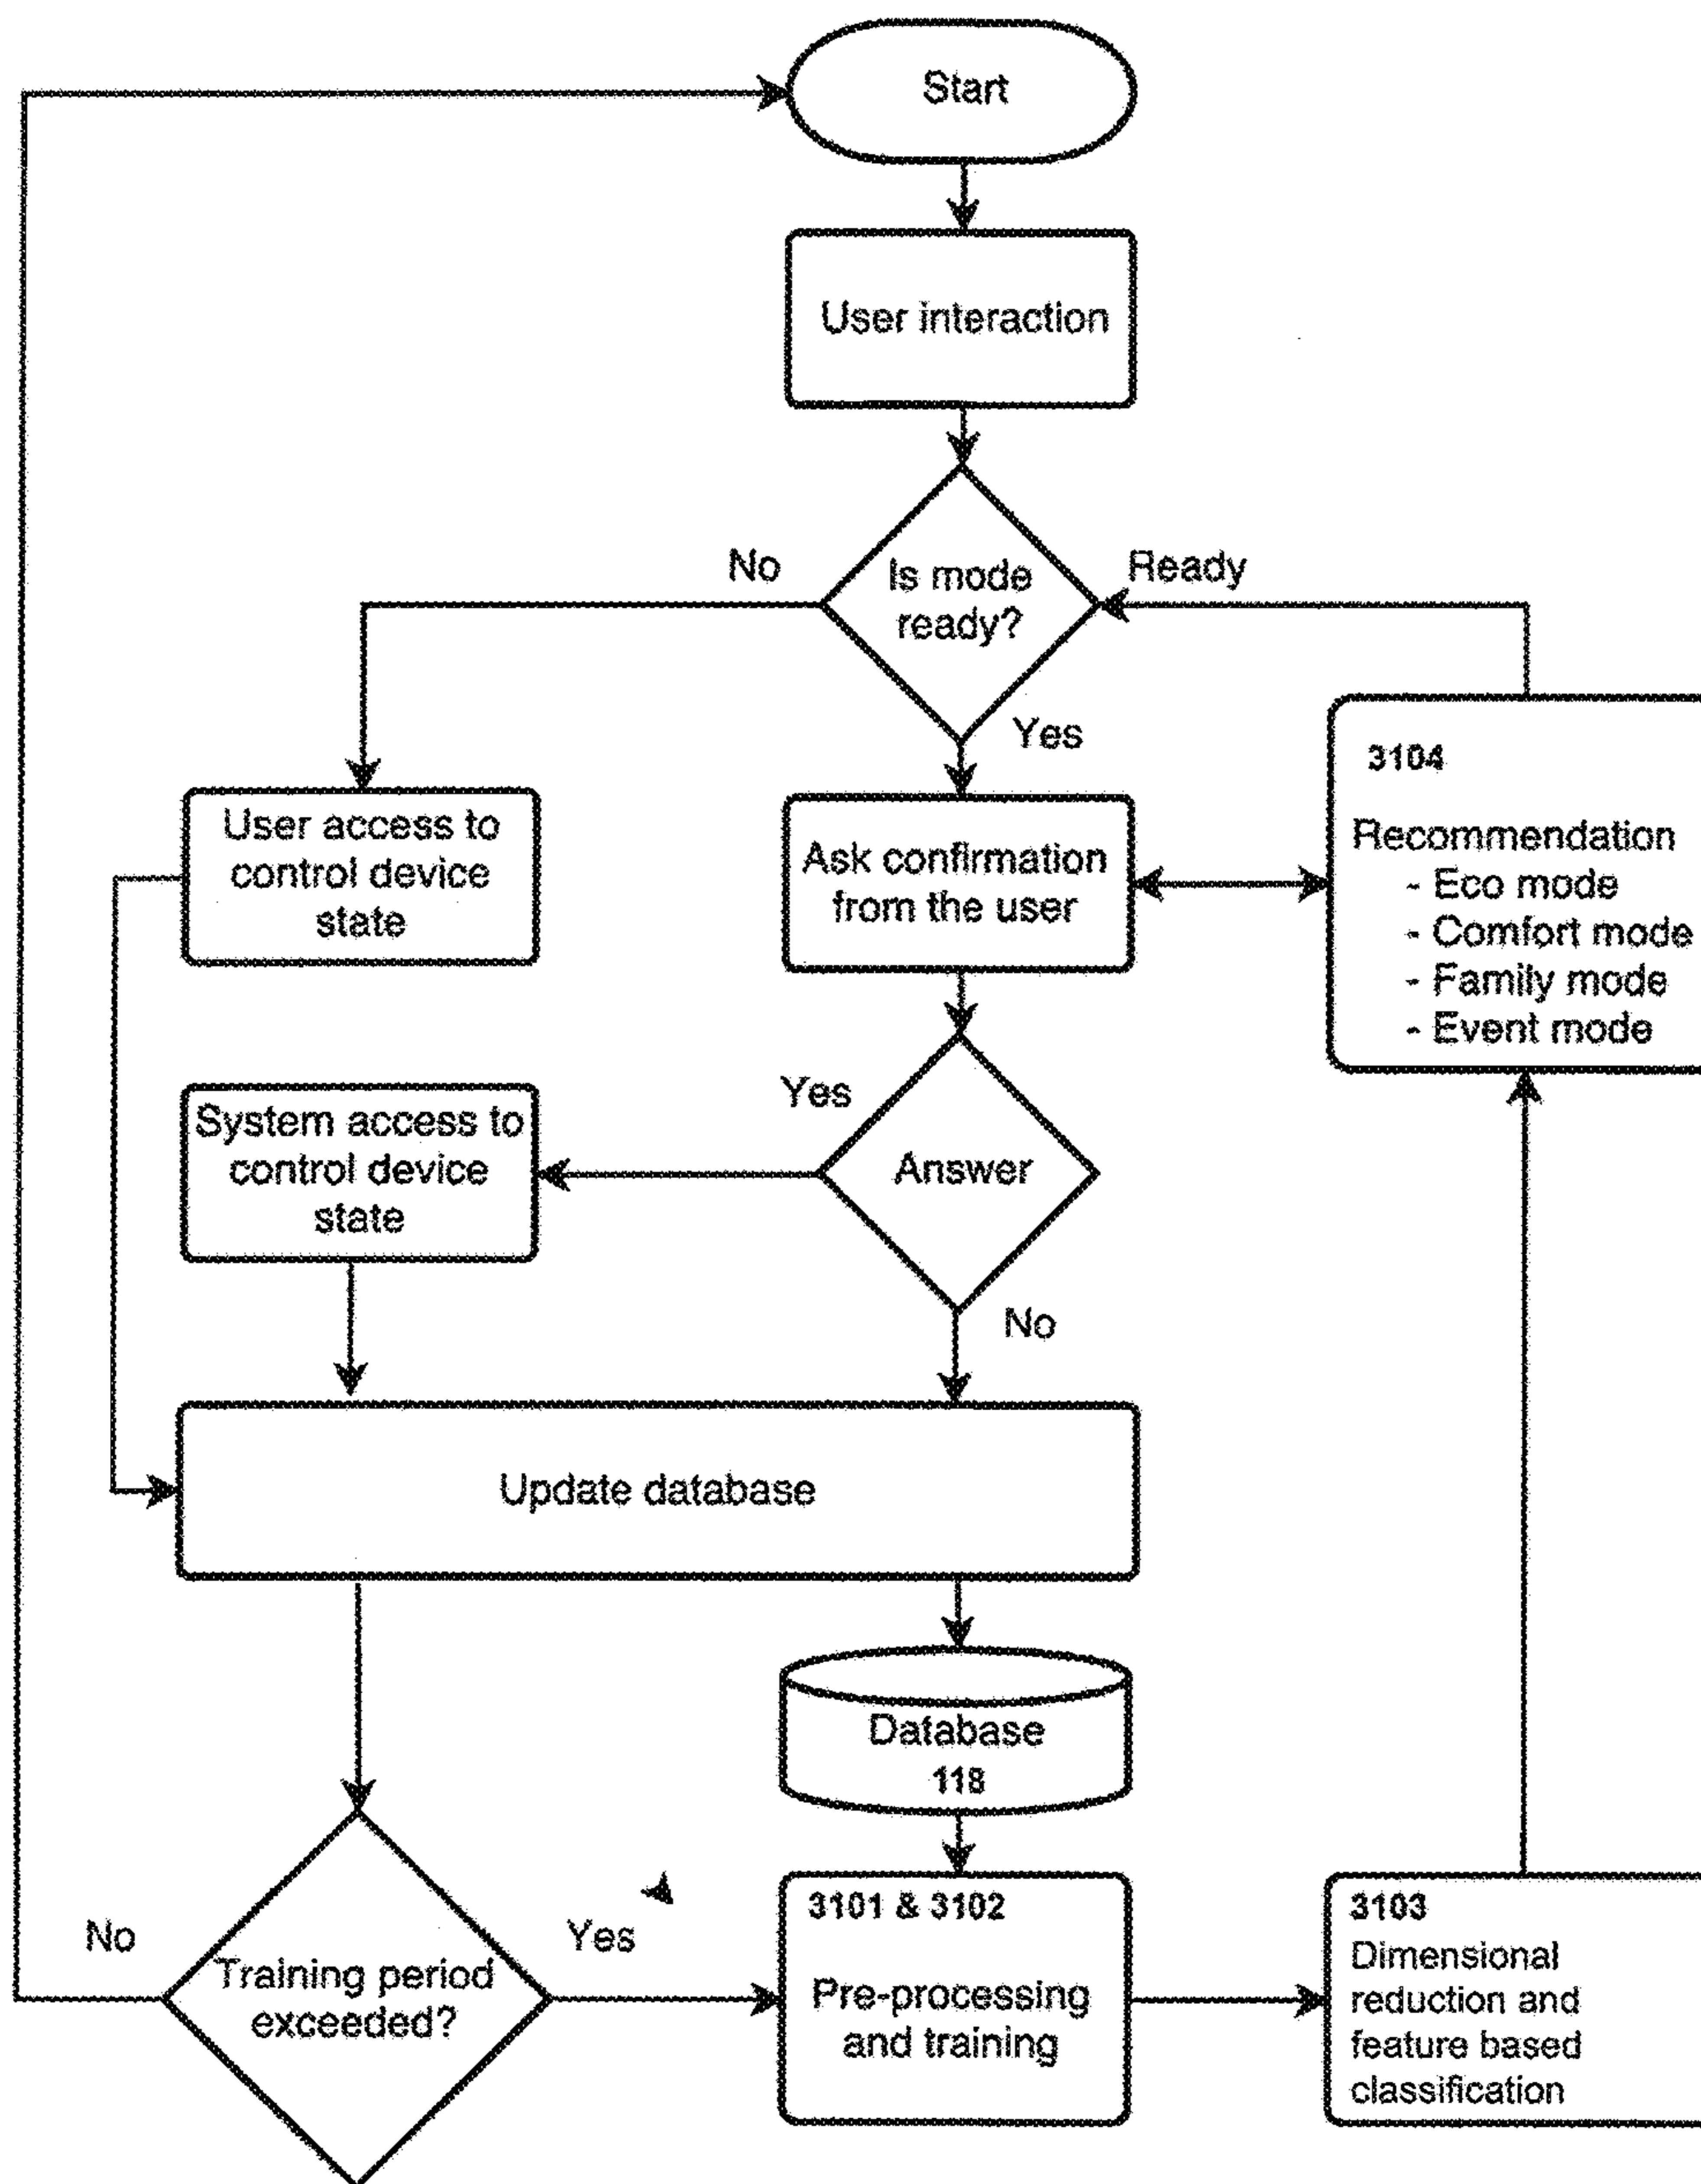 Start
User interaction
No
Is mode
ready?
Ready
Yes
User access to
control device
state
Ask confirmation
from the user
3104
Recommendation
- Eco mode
- Comfort mode
- Family mode
- Event mode
Yes
System access to
control device
state
Answer
No
Update database
Database
118
No
Training period
exceeded?
Yes
3101 & 3102
Pre-processing
and training
3103
Dimensional
reduction and
feature based
classification